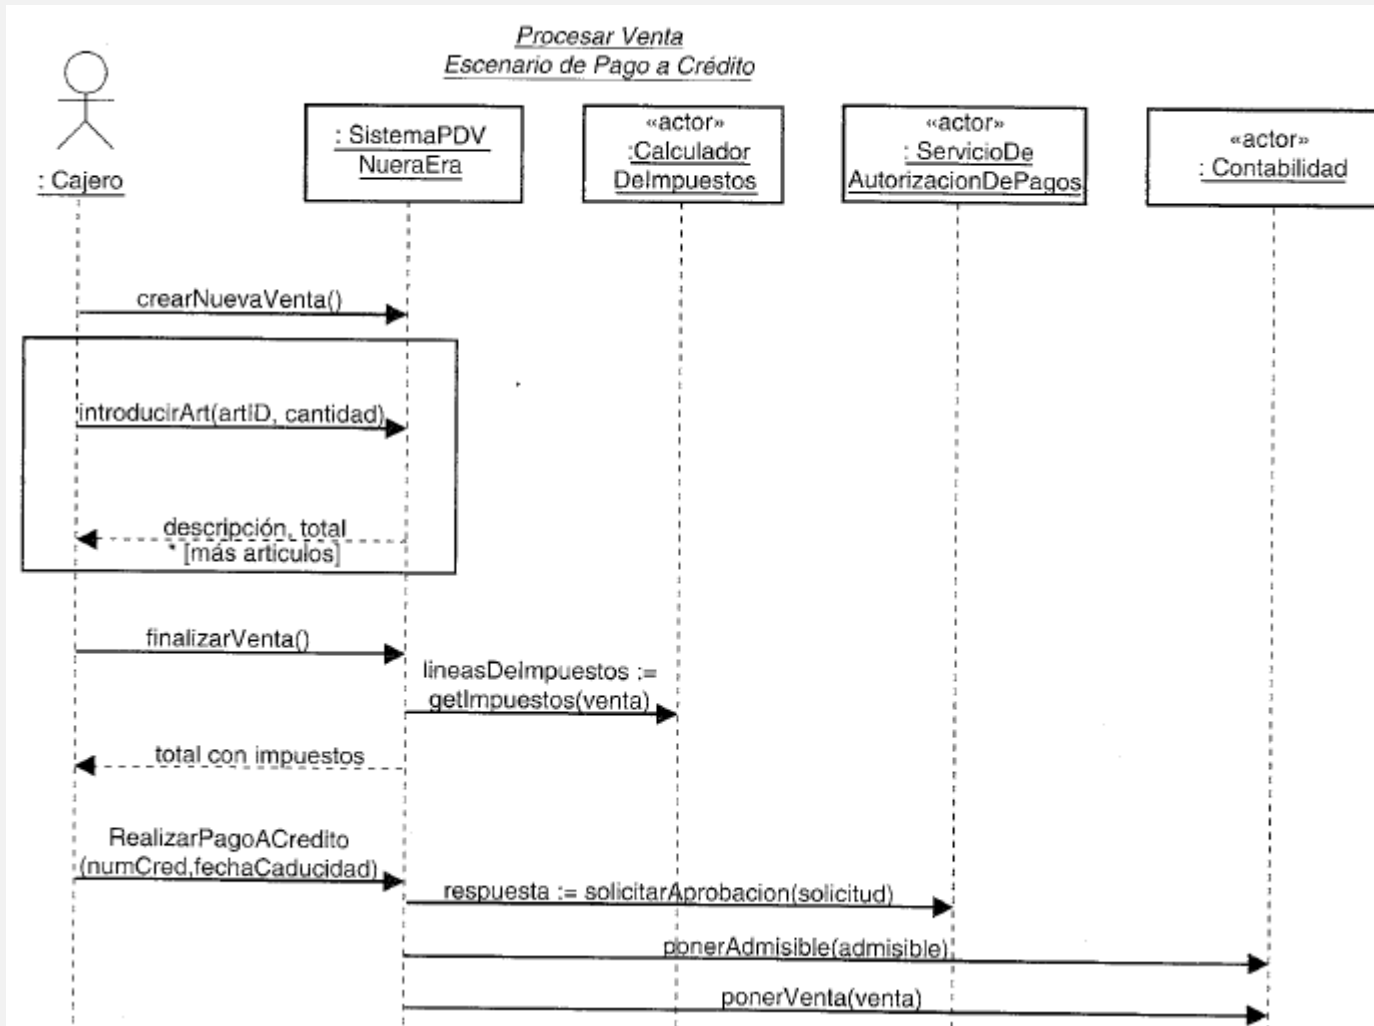 Procesar Venta
Escenario de Pago a Crédito
: Cajero
: SistemaPDV
NueraEra
«actor»
:Calculador
DeImpuestos
«actor»
: ServicioDe
AutorizacionDePagos
«actor»
: Contabilidad
crearNuevaVenta()
introducirArt(artID, cantidad)
descripción, total
* [más articulos]
finalizarVenta()
lineasDeImpuestos :=
getImpuestos(venta)
total con impuestos
RealizarPagoACredito
(numCred,fechaCaducidad)
respuesta := solicitarAprobacion(solicitud)
ponerAdmisible(admisible)
ponerVenta(venta)